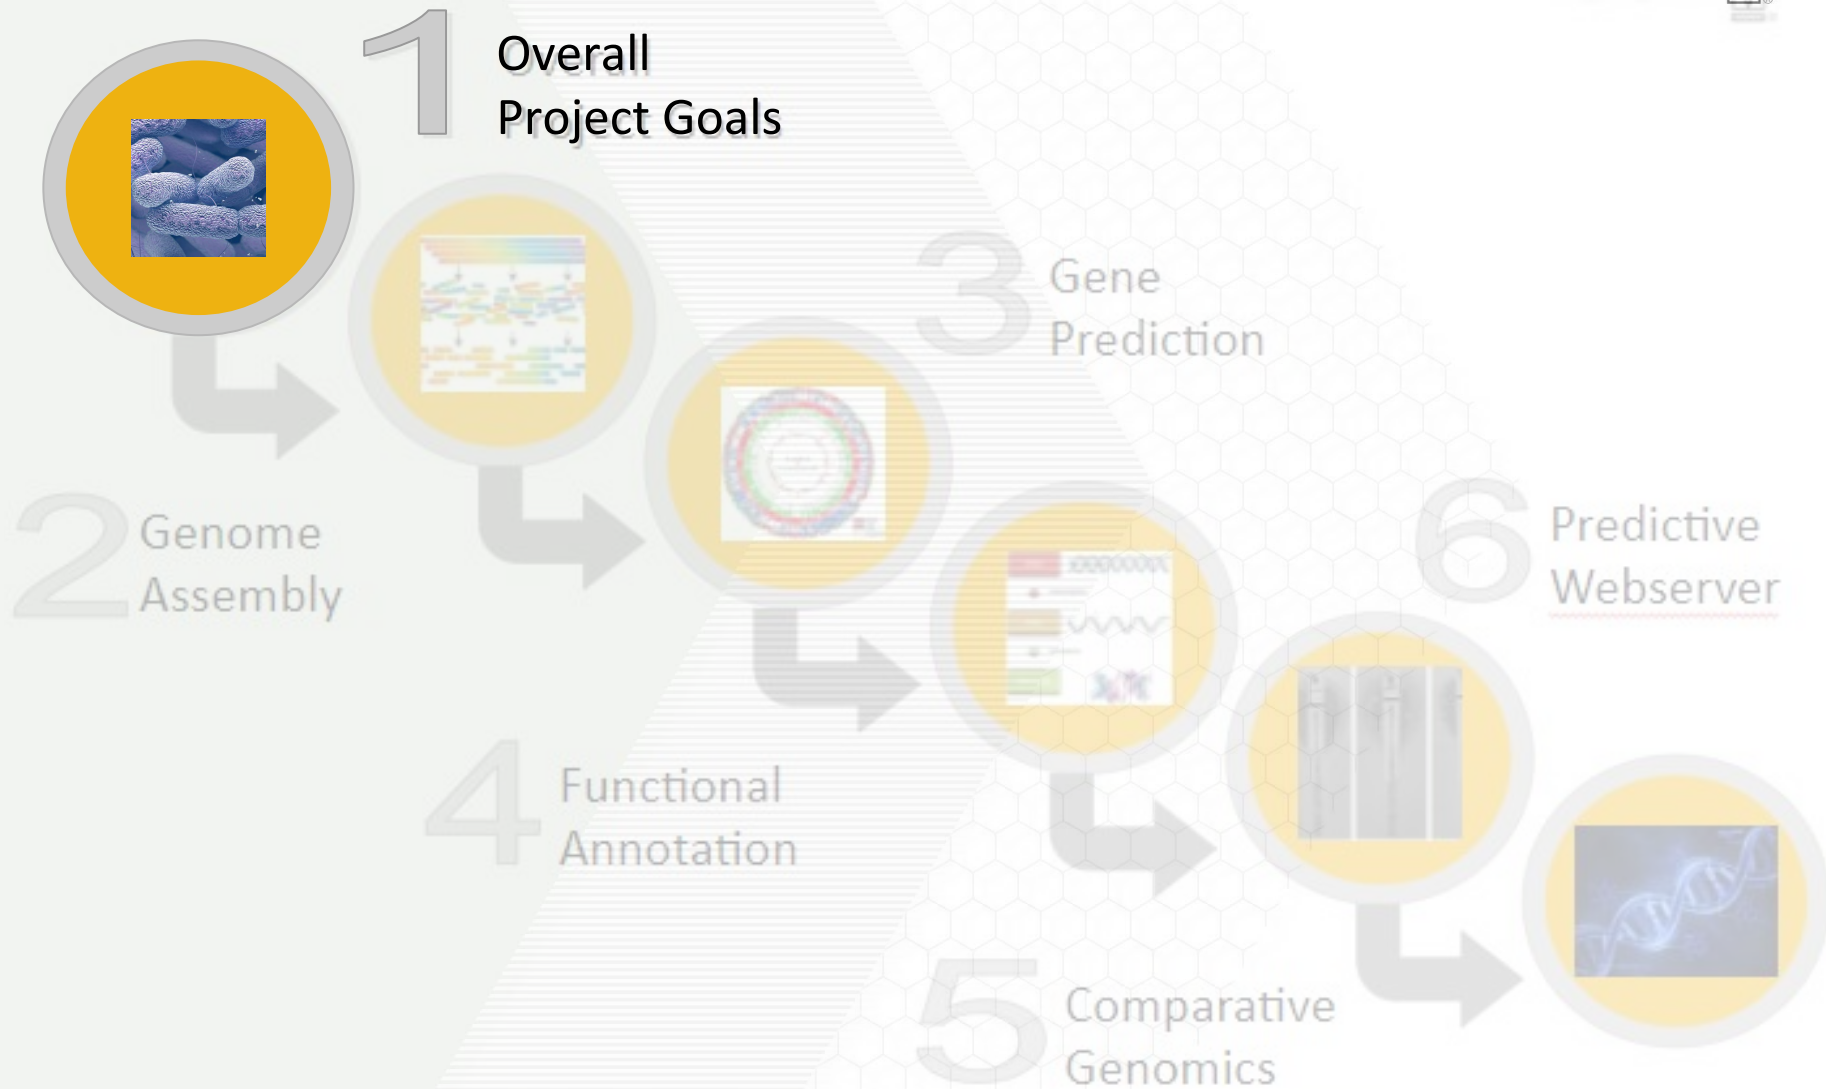 1
Overall
Project Goals
2
Genome
Assembly
3
Gene
Prediction
4
Functional
Annotation
5
Comparative
Genomics
6
Predictive
Webserver